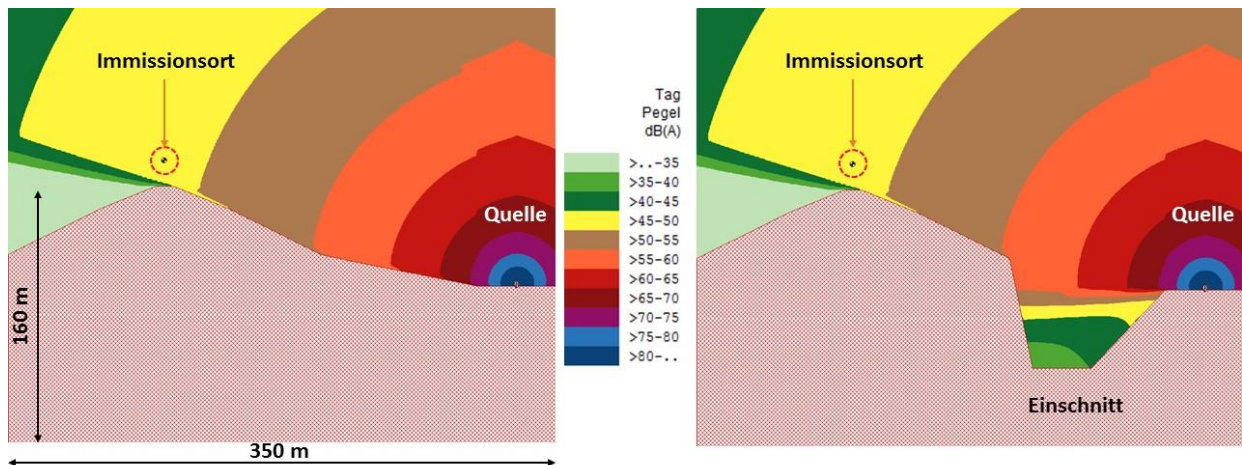 Immissionsort
Quelle
160 m
350 m
Tag
Pegel
dB(A)
>..-35
>35-40
>40-45
>45-50
>50-55
>55-60
>60-65
>65-70
>70-75
>75-80
>80-..
Immissionsort
Quelle
Einschnitt